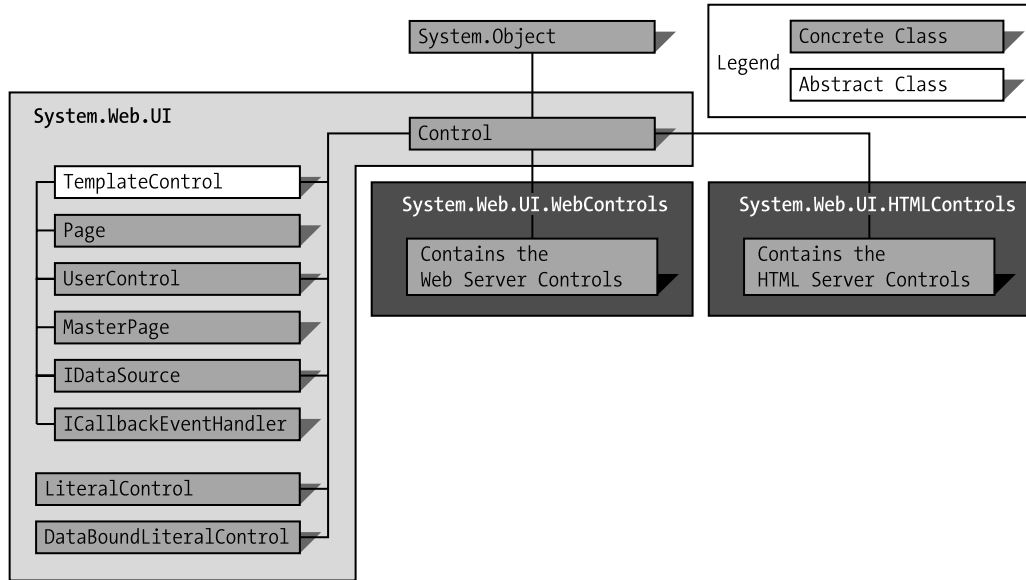 System.Object
Legend
Concrete Class
Abstract Class
System.Web.UI
Control
TemplateControl
Page
UserControl
MasterPage
IDataSource
ICallbackEventHandler
LiteralControl
DataBoundLiteralControl
System.Web.UI.WebControls
Contains the
Web Server Controls
System.Web.UI.HTMLControls
Contains the
HTML Server Controls